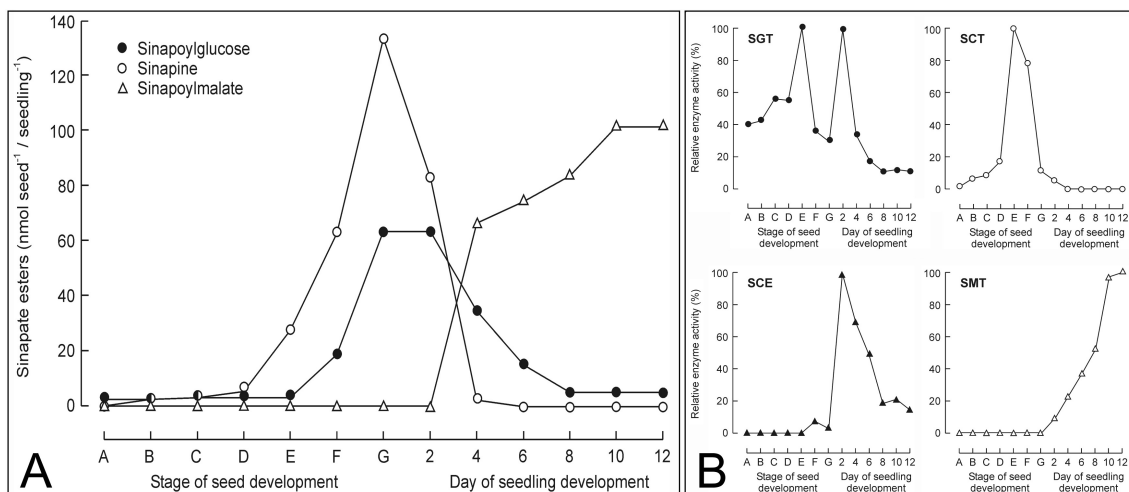 140
120
100
80
60
40
20
0
Sinapate esters (nmol seed⁻¹ / seedling⁻¹)
Sinapoylglucose
Sinapine
Sinapoylmalate
A B C D E F G 2 4 6 8 10 12
Stage of seed development Day of seedling development
A
SGT
100
80
60
40
20
0
Relative enzyme activity (%)
A B C D E F G 2 4 6 8 10 12
Stage of seed development
Day of seedling development
SCT
100
80
60
40
20
0
Relative enzyme activity (%)
A B C D E F G 2 4 6 8 10 12
Stage of seed development
Day of seedling development
SCE
100
80
60
40
20
0
Relative enzyme activity (%)
A B C D E F G 2 4 6 8 10 12
Stage of seed development
Day of seedling development
SMT
100
80
60
40
20
0
Relative enzyme activity (%)
A B C D E F G 2 4 6 8 10 12
Stage of seed development
Day of seedling development
B